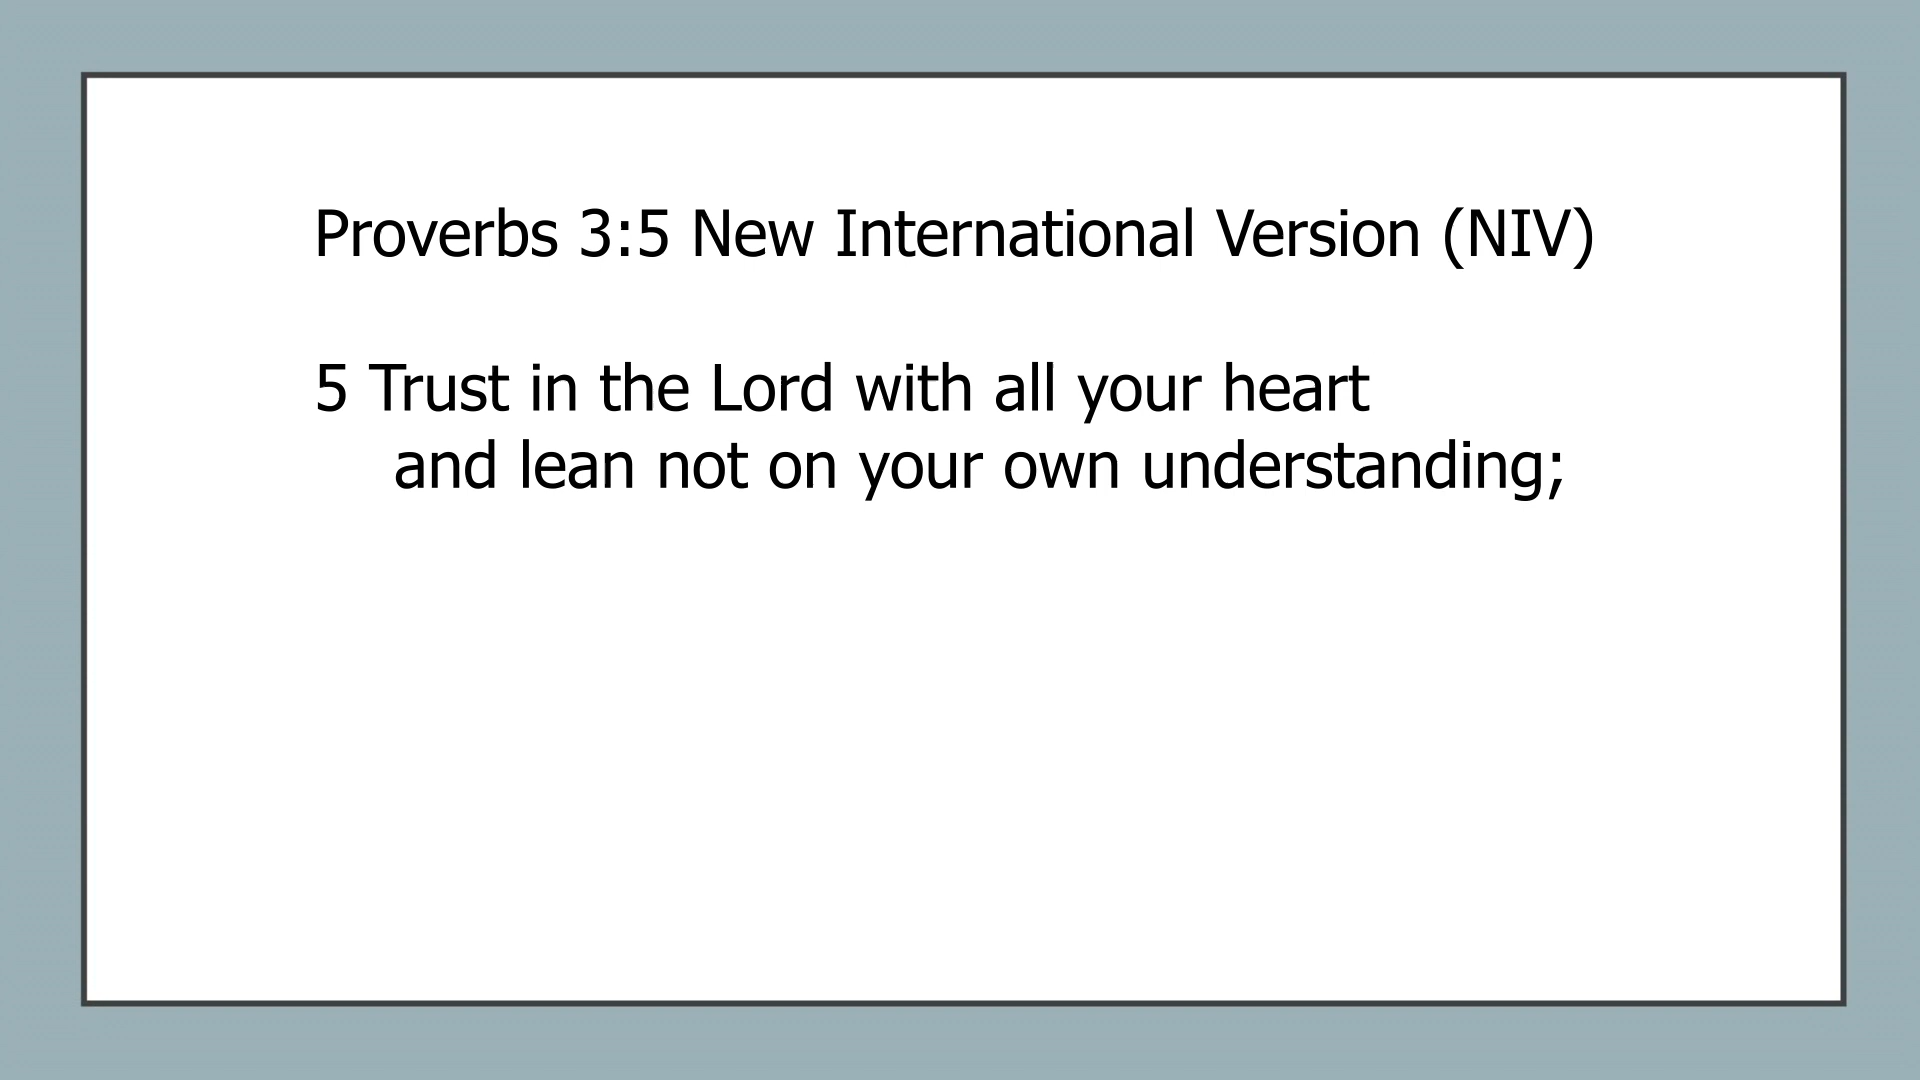 Proverbs 3:5 New International Version (NIV)
5 Trust in the Lord with all your heart
and lean not on your own understanding;